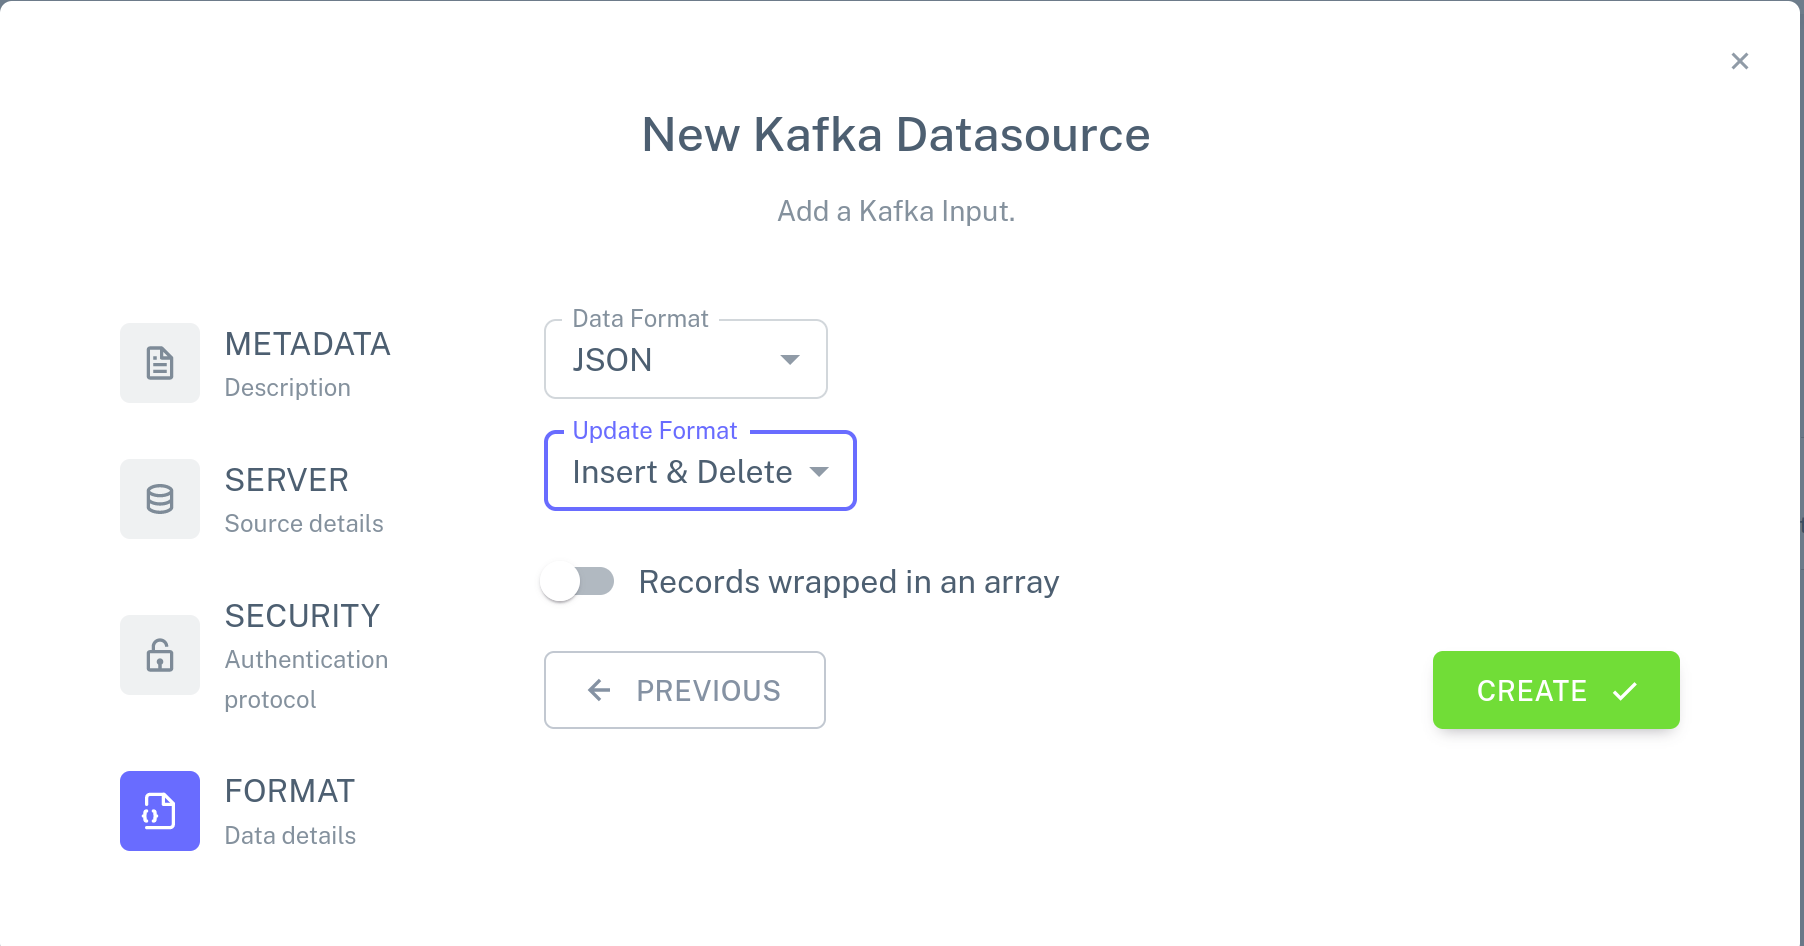 New Kafka Datasource
Add a Kafka Input.
METADATA
Description
SERVER
Source details
SECURITY
Authentication
protocol
FORMAT
Data details
Data Format
JSON
Update Format
Insert & Delete
Records wrapped in an array
PREVIOUS
CREATE